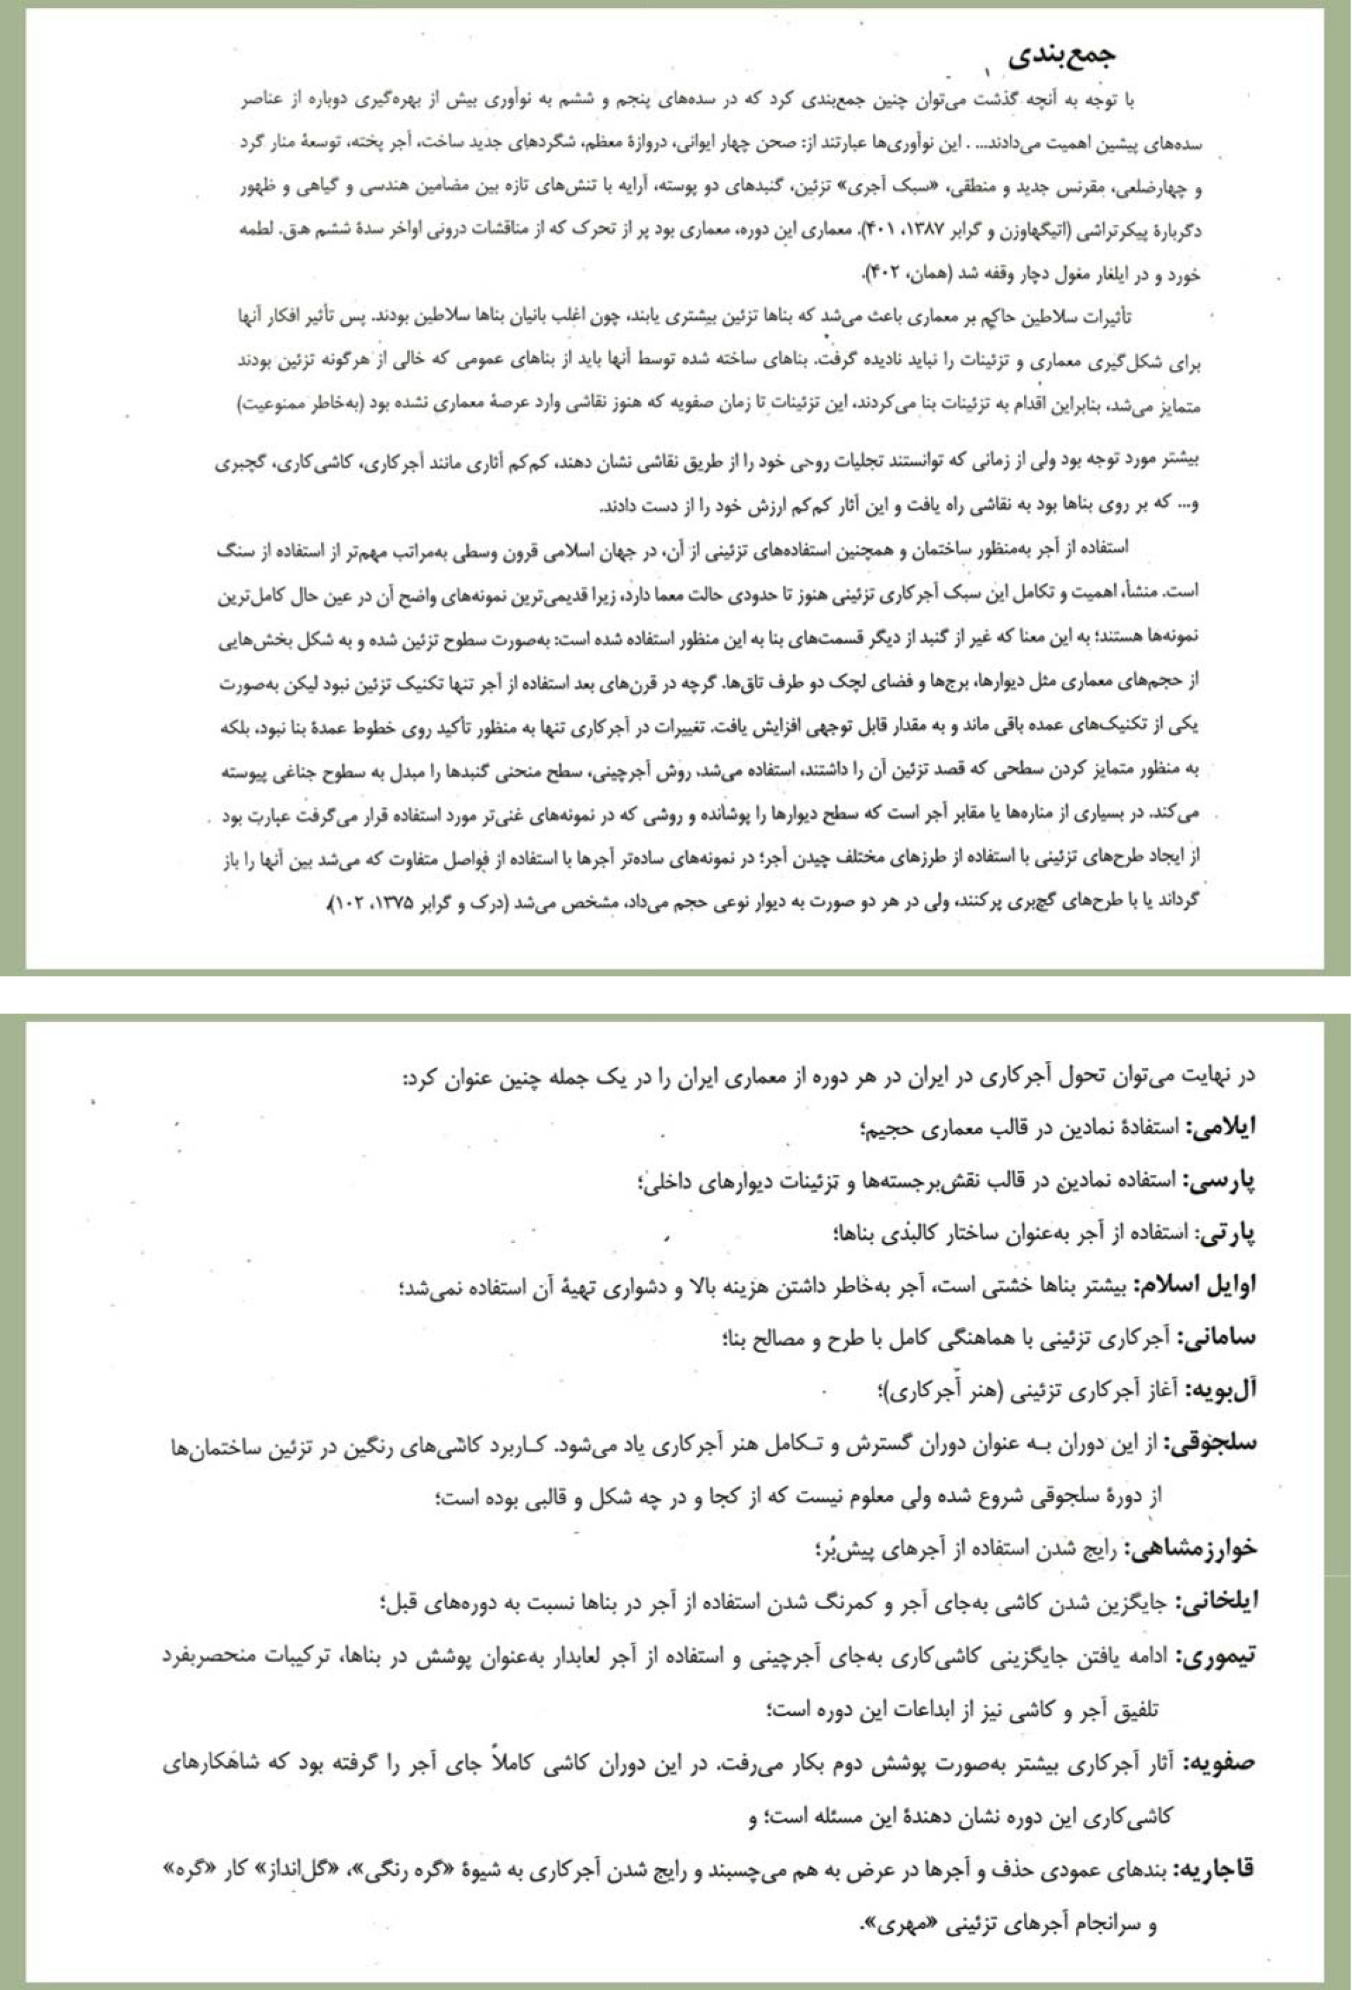 جمع‌بندی
با توجه به آنچه گذشت می‌توان چنین جمع‌بندی کرد که در سده‌های پنجم و ششم به نوآوری بیش از بهره‌گیری دوباره از عناصر
سده‌های پیشین اهمیت می‌دادند... . این نوآوری‌ها عبارتند از: صحن چهار ایوانی، دروازهٔ معظم، شگردهای جدید ساخت، آجر پخته، توسعهٔ منار گرد
و چهارضلعی، مقرنس جدید و منطقی، «سبک آجری» تزئین، گنبدهای دو پوسته، آرایه با تنش‌های تازه بین مضامین هندسی و گیاهی و ظهور
دگربارهٔ پیکرتراشی (اتیگهاوزن و گرابر ۱۳۸۷، ۴۰۱). معماری این دوره، معماری بود پر از تحرک که از مناقشات درونی اواخر سدهٔ ششم ه‍.ق. لطمه
خورد و در ایلغار مغول دچار وقفه شد (همان، ۴۰۲).
تأثیرات سلاطین حاکم بر معماری باعث می‌شد که بناها تزئین بیشتری یابند، چون اغلب بانیان بناها سلاطین بودند. پس تأثیر افکار آنها
برای شکل‌گیری معماری و تزئینات را نباید نادیده گرفت. بناهای ساخته شده توسط آنها باید از بناهای عمومی که خالی از هرگونه تزئین بودند
متمایز می‌شد، بنابراین اقدام به تزئینات بنا می‌کردند، این تزئینات تا زمان صفویه که هنوز نقاشی وارد عرصهٔ معماری نشده بود (به‌خاطر ممنوعیت)
بیشتر مورد توجه بود ولی از زمانی که توانستند تجلیات روحی خود را از طریق نقاشی نشان دهند، کم‌کم آثاری مانند آجرکاری، کاشی‌کاری، گچبری
و... که بر روی بناها بود به نقاشی راه یافت و این آثار کم‌کم ارزش خود را از دست دادند.
استفاده از آجر به‌منظور ساختمان و همچنین استفاده‌های تزئینی از آن، در جهان اسلامی قرون وسطی به‌مراتب مهم‌تر از استفاده از سنگ
است. منشأ، اهمیت و تکامل این سبک آجرکاری تزئینی هنوز تا حدودی حالت معما دارد، زیرا قدیمی‌ترین نمونه‌های واضح آن در عین حال کامل‌ترین
نمونه‌ها هستند؛ به این معنا که غیر از گنبد از دیگر قسمت‌های بنا به این منظور استفاده شده است: به‌صورت سطوح تزئین شده و به شکل بخش‌هایی
از حجم‌های معماری مثل دیوارها، برج‌ها و فضای لچک دو طرف تاق‌ها. گرچه در قرن‌های بعد استفاده از آجر تنها تکنیک تزئین نبود لیکن به‌صورت
یکی از تکنیک‌های عمده باقی ماند و به مقدار قابل توجهی افزایش یافت. تغییرات در آجرکاری تنها به منظور تأکید روی خطوط عمدهٔ بنا نبود، بلکه
به منظور متمایز کردن سطحی که قصد تزئین آن را داشتند، استفاده می‌شد. روش آجرچینی، سطح منحنی گنبدها را مبدل به سطوح جناغی پیوسته
می‌کند. در بسیاری از مناره‌ها یا مقابر آجر است که سطح دیوارها را پوشانده و روشی که در نمونه‌های غنی‌تر مورد استفاده قرار می‌گرفت عبارت بود
از ایجاد طرح‌های تزئینی با استفاده از طرزهای مختلف چیدن آجر؛ در نمونه‌های ساده‌تر آجرها با استفاده از فواصل متفاوت که می‌شد بین آنها را باز
گرداند یا با طرح‌های گچ‌بری پرکنند، ولی در هر دو صورت به دیوار نوعی حجم می‌داد، مشخص می‌شد (درک و گرابر ۱۳۷۵، ۱۰۲).
در نهایت می‌توان تحول آجرکاری در ایران در هر دوره از معماری ایران را در یک جمله چنین عنوان کرد:
ایلامی: استفادهٔ نمادین در قالب معماری حجیم؛
پارسی: استفاده نمادین در قالب نقش‌برجسته‌ها و تزئینات دیوارهای داخلی؛
پارتی: استفاده از آجر به‌عنوان ساختار کالبدی بناها؛
اوایل اسلام: بیشتر بناها خشتی است، آجر به‌خاطر داشتن هزینه بالا و دشواری تهیهٔ آن استفاده نمی‌شد؛
سامانی: آجرکاری تزئینی با هماهنگی کامل با طرح و مصالح بنا؛
آل‌بویه: آغاز آجرکاری تزئینی (هنر آجرکاری)؛
سلجوقی: از این دوران به عنوان دوران گسترش و تکامل هنر آجرکاری یاد می‌شود. کاربرد کاشی‌های رنگین در تزئین ساختمان‌ها
از دورهٔ سلجوقی شروع شده ولی معلوم نیست که از کجا و در چه شکل و قالبی بوده است؛
خوارزمشاهی: رایج شدن استفاده از آجرهای پیش‌بُر؛
ایلخانی: جایگزین شدن کاشی به‌جای آجر و کمرنگ شدن استفاده از آجر در بناها نسبت به دوره‌های قبل؛
تیموری: ادامه یافتن جایگزینی کاشی‌کاری به‌جای آجرچینی و استفاده از آجر لعابدار به‌عنوان پوشش در بناها، ترکیبات منحصربفرد
تلفیق آجر و کاشی نیز از ابداعات این دوره است؛
صفویه: آثار آجرکاری بیشتر به‌صورت پوشش دوم بکار می‌رفت. در این دوران کاشی کاملاً جای آجر را گرفته بود که شاهکارهای
کاشی‌کاری این دوره نشان دهندهٔ این مسئله است؛ و
قاجاریه: بندهای عمودی حذف و آجرها در عرض به هم می‌چسبند و رایج شدن آجرکاری به شیوهٔ «گره رنگی»، «گل‌انداز» کار «گره»
و سرانجام آجرهای تزئینی «مهری».